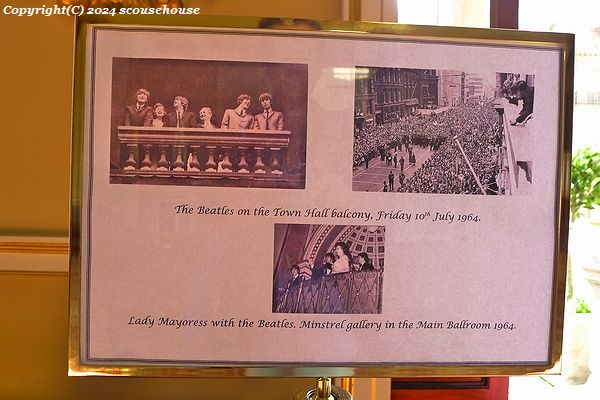 Copyright(C) 2024 scousehouse
The Beatles on the Town Hall balcony, Friday 10th July 1964.
Lady Mayoress with the Beatles. Minstrel gallery in the Main Ballroom 1964.